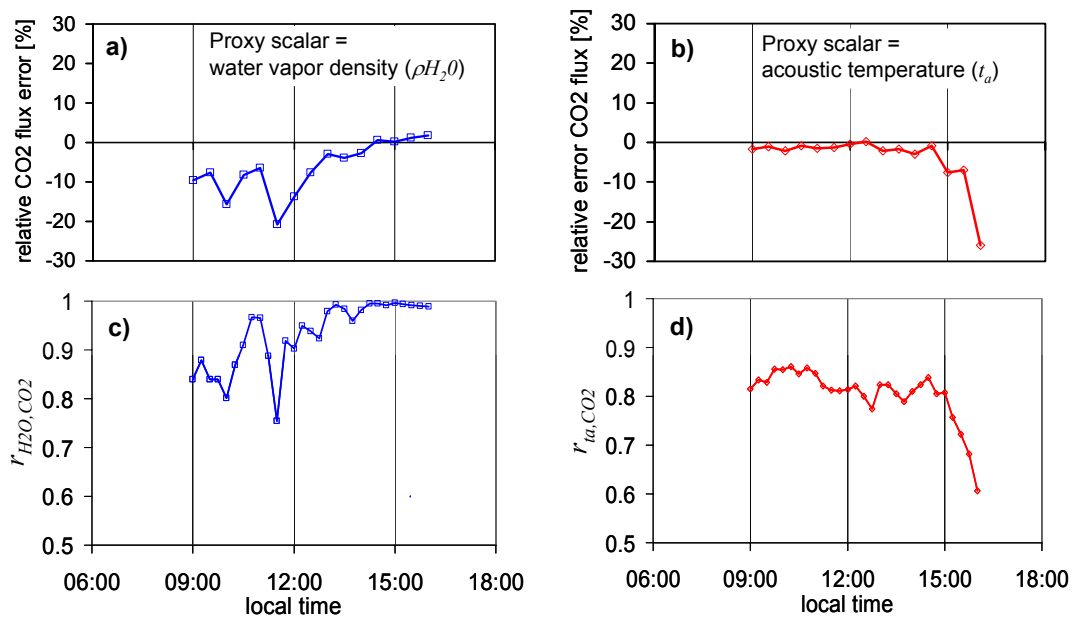 relative CO2 flux error [%]
30
20
10
0
-10
-20
-30
a)
Proxy scalar =
water vapor density (ρH₂0)
relative error CO2 flux [%]
30
20
10
0
-10
-20
-30
b)
Proxy scalar =
acoustic temperature (tₐ)
r_H2O,CO2
1
0.9
0.8
0.7
0.6
0.5
c)
06:00 09:00 12:00 15:00 18:00
local time
r_ta,CO2
1
0.9
0.8
0.7
0.6
0.5
d)
06:00 09:00 12:00 15:00 18:00
local time